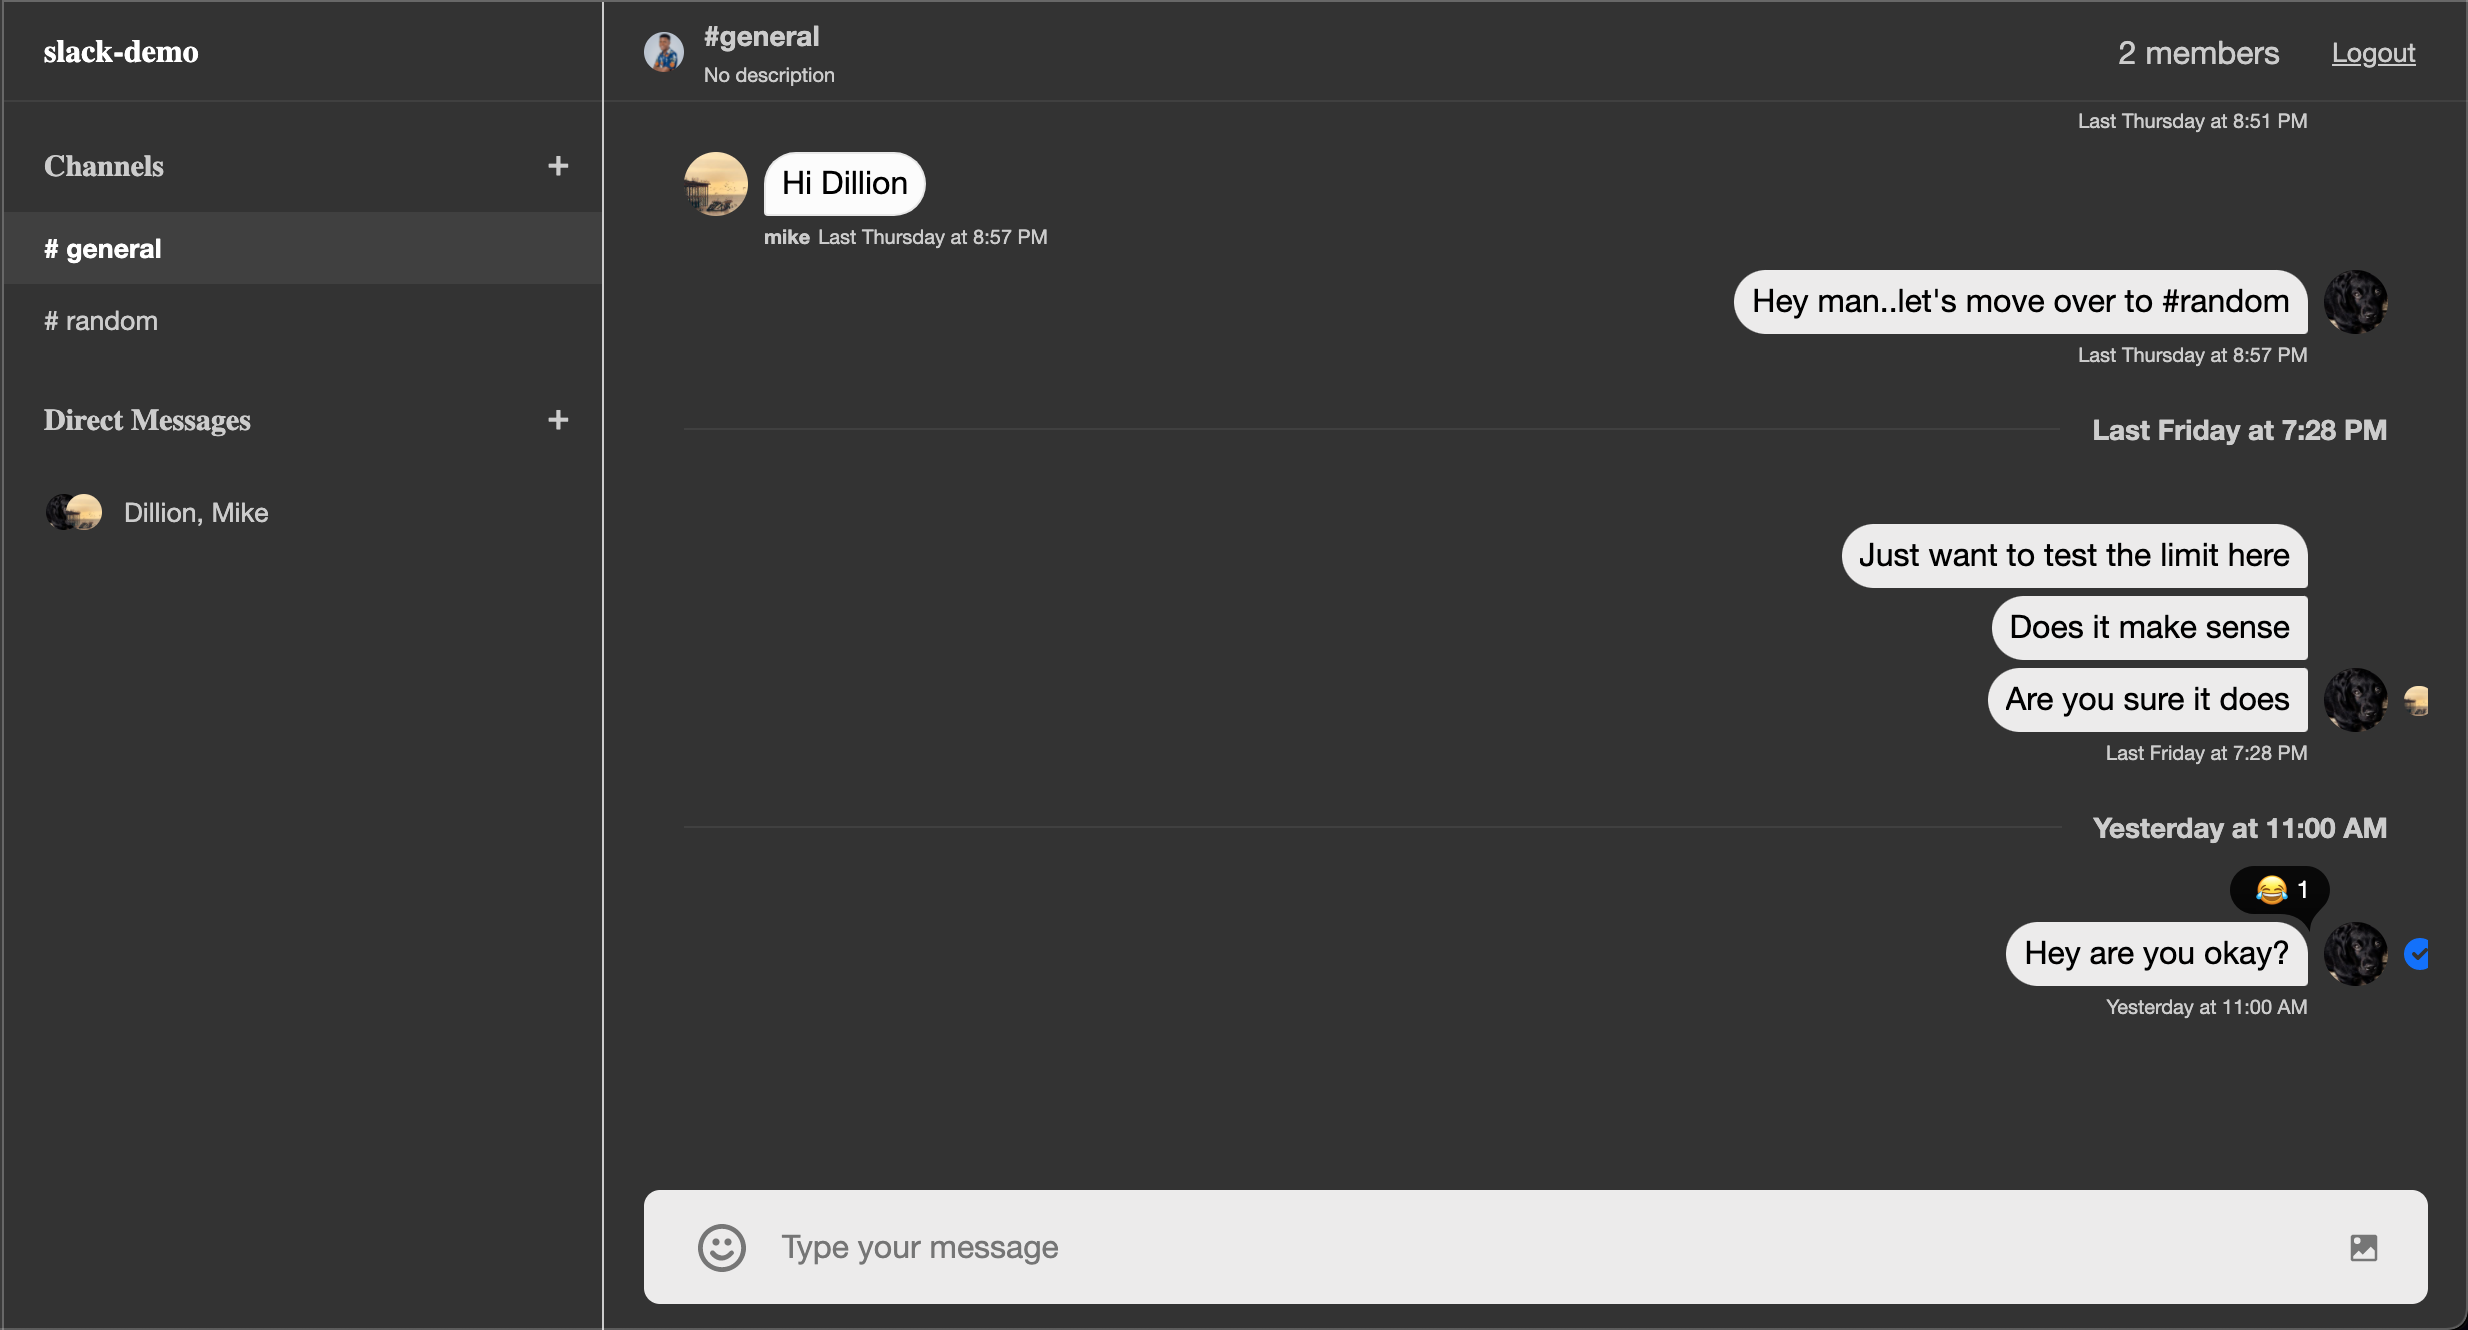 slack-demo
Channels
+
# general
# random
Direct Messages
+
Dillion, Mike
#general
No description
2 members
Logout
Last Thursday at 8:51 PM
Hi Dillion
mike Last Thursday at 8:57 PM
Hey man..let's move over to #random
Last Thursday at 8:57 PM
Last Friday at 7:28 PM
Just want to test the limit here
Does it make sense
Are you sure it does
Last Friday at 7:28 PM
Yesterday at 11:00 AM
😂 1
Hey are you okay?
Yesterday at 11:00 AM
Type your message